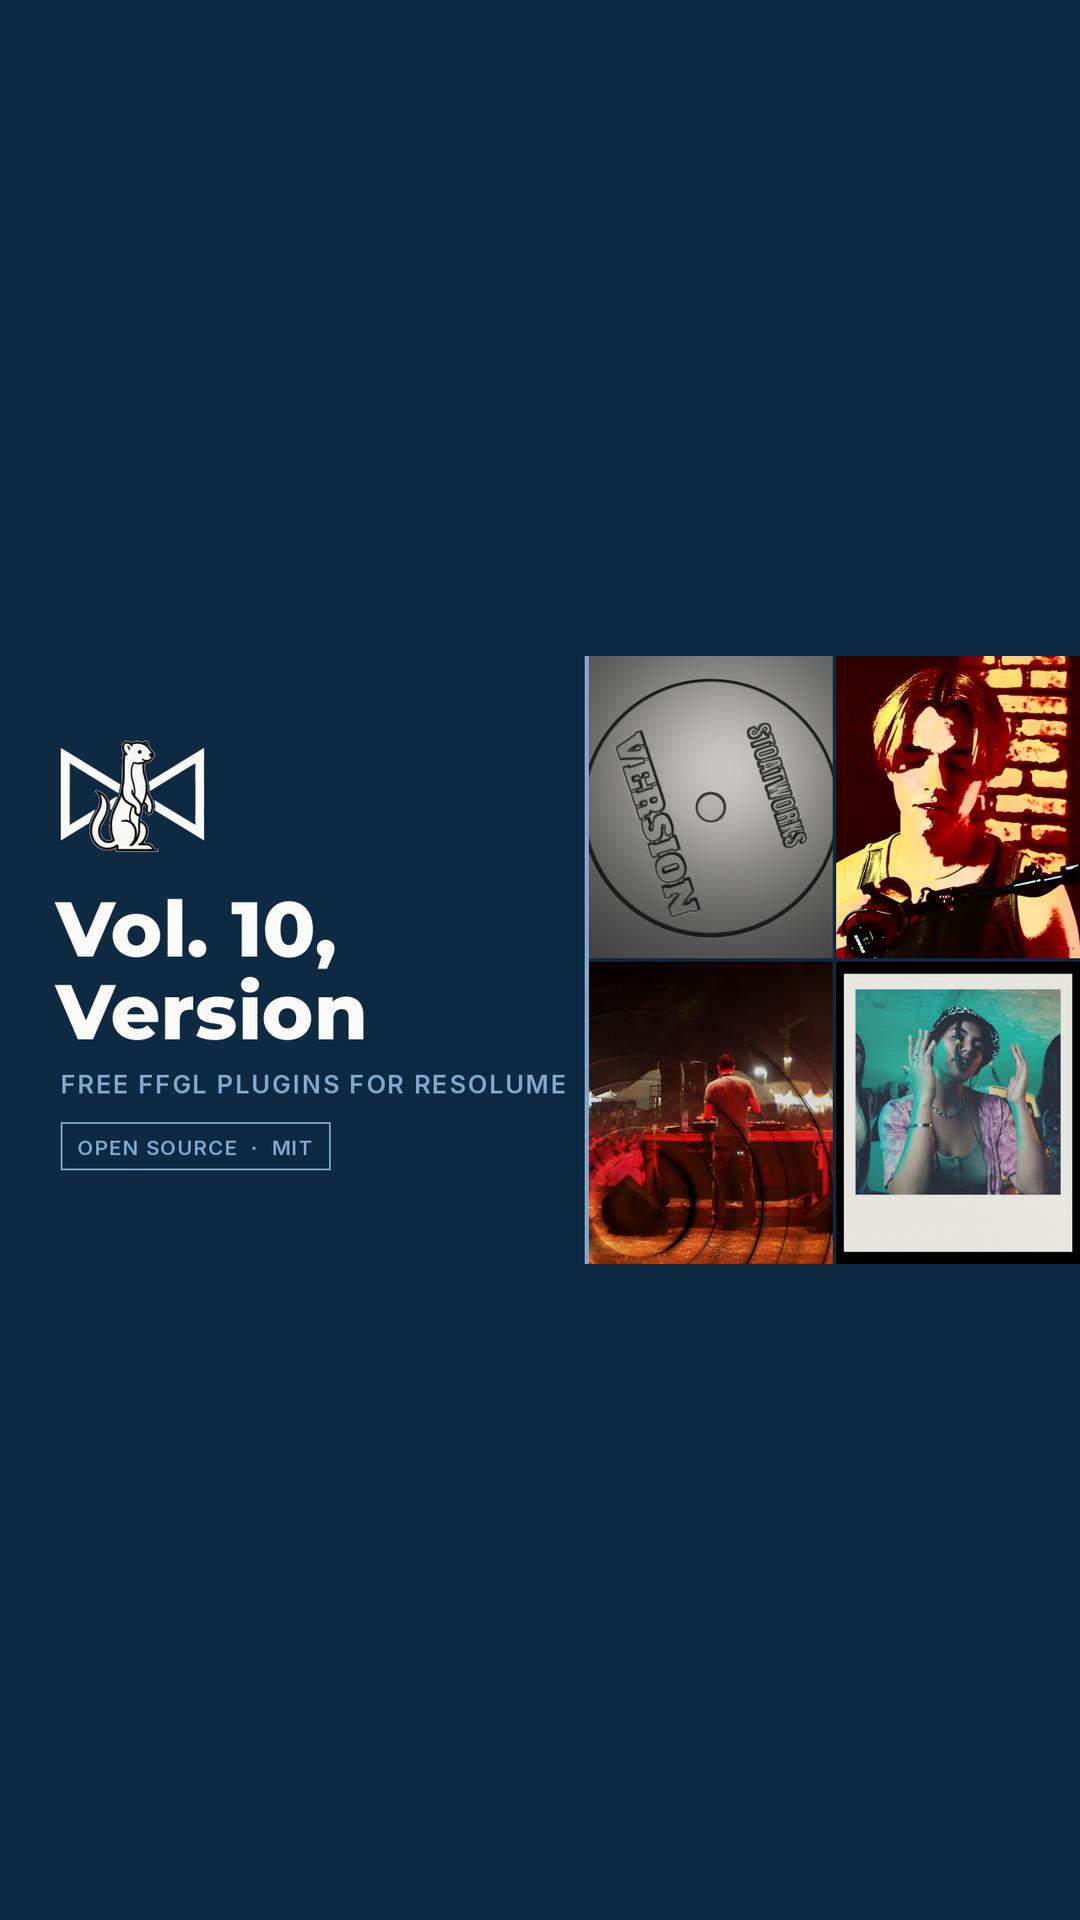 Vol. 10,
Version
FREE FFGL PLUGINS FOR RESOLUME
OPEN SOURCE · MIT
VERSION
STOATWORKS